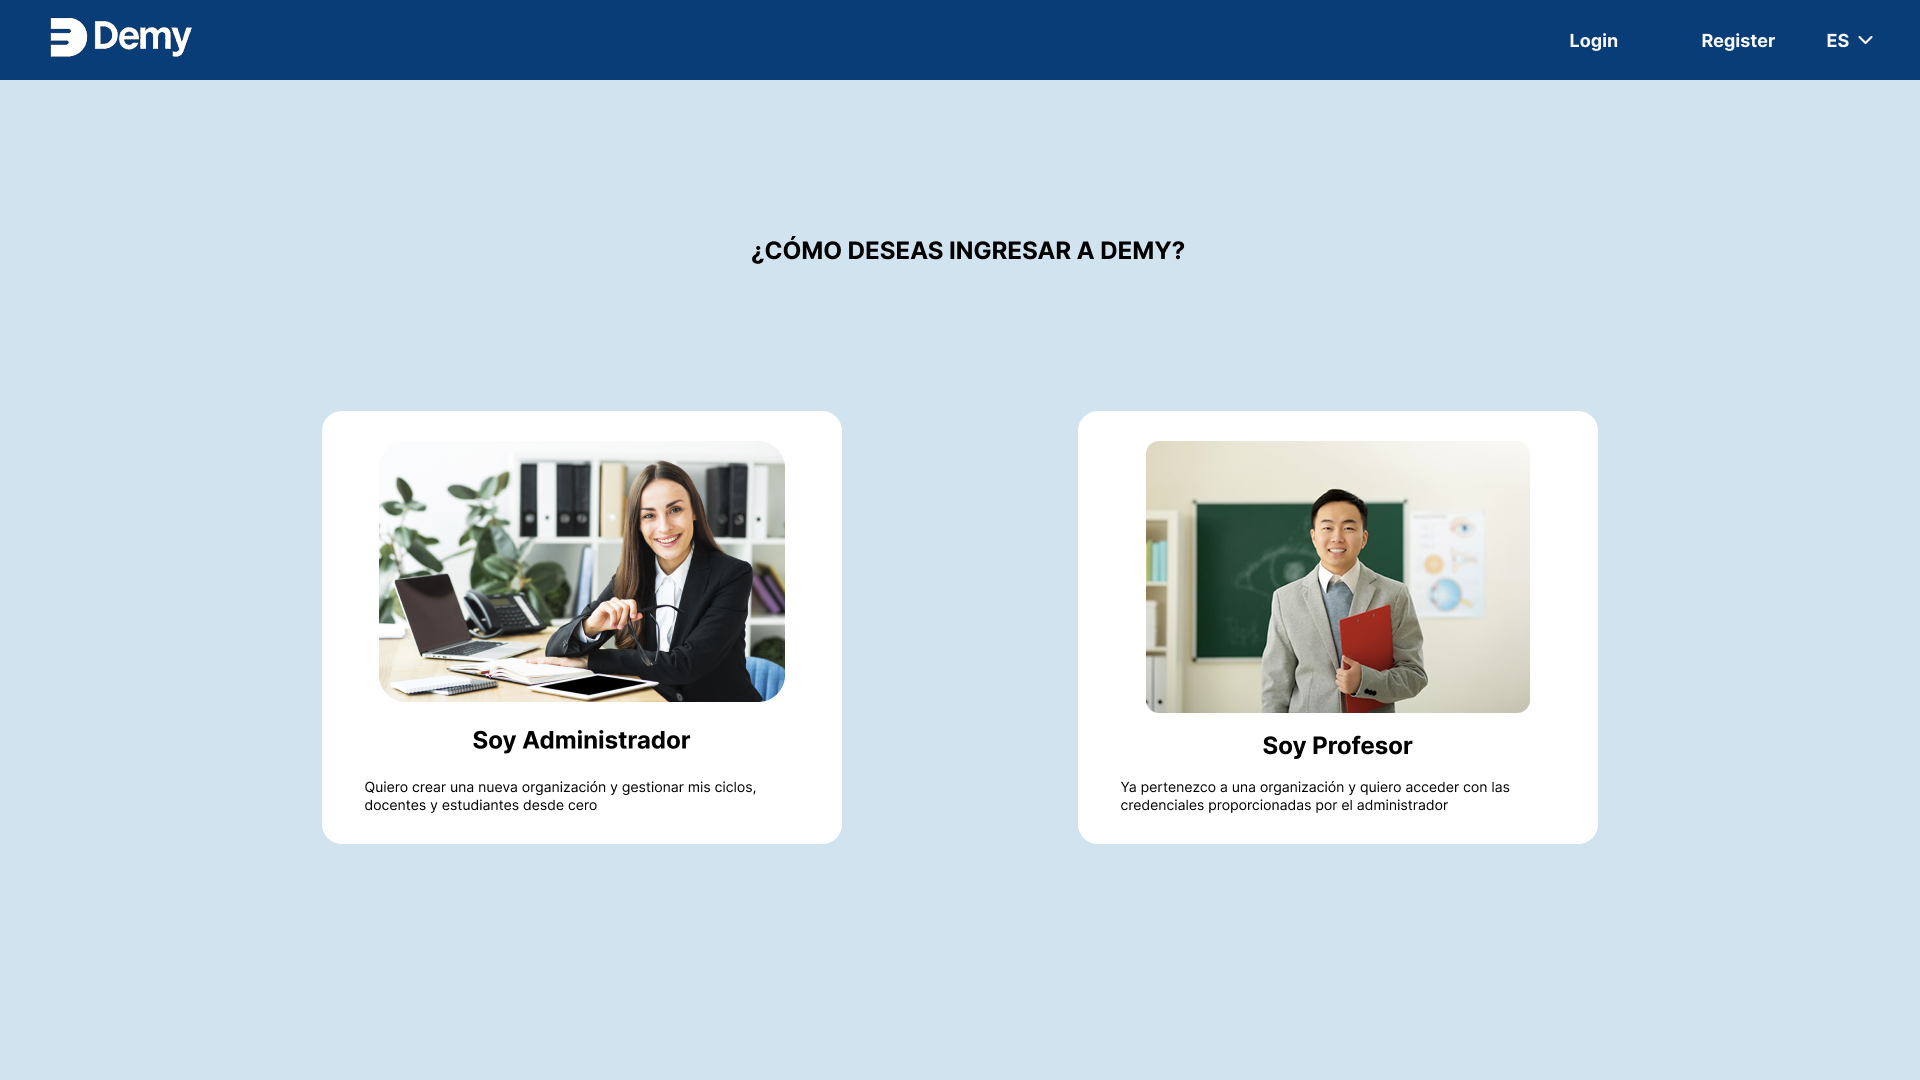 Demy
Login
Register
ES
¿CÓMO DESEAS INGRESAR A DEMY?
Soy Administrador
Quiero crear una nueva organización y gestionar mis ciclos,
docentes y estudiantes desde cero
Soy Profesor
Ya pertenezco a una organización y quiero acceder con las
credenciales proporcionadas por el administrador